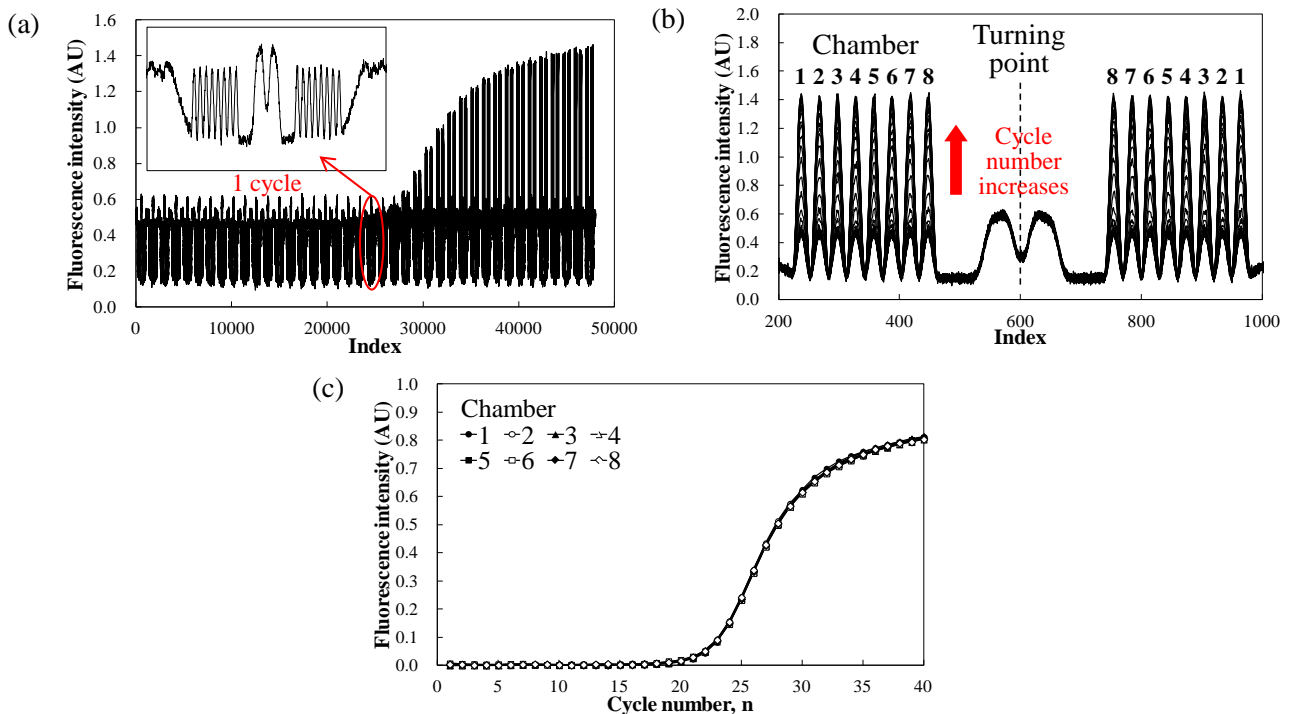 (a)
Fluorescence intensity (AU)
1.6
1.4
1.2
1.0
0.8
0.6
0.4
0.2
0.0
1 cycle
0 10000 20000 30000 40000 50000
Index
(b)
Fluorescence intensity (AU)
2.0
1.8
1.6
1.4
1.2
1.0
0.8
0.6
0.4
0.2
0.0
Chamber
1 2 3 4 5 6 7 8
Turning
point
8 7 6 5 4 3 2 1
Cycle
number
increases
200 400 600 800 1000
Index
(c)
Fluorescence intensity (AU)
1.0
0.9
0.8
0.7
0.6
0.5
0.4
0.3
0.2
0.1
0.0
Chamber
1 2 3 4
5 6 7 8
0 5 10 15 20 25 30 35 40
Cycle number, n